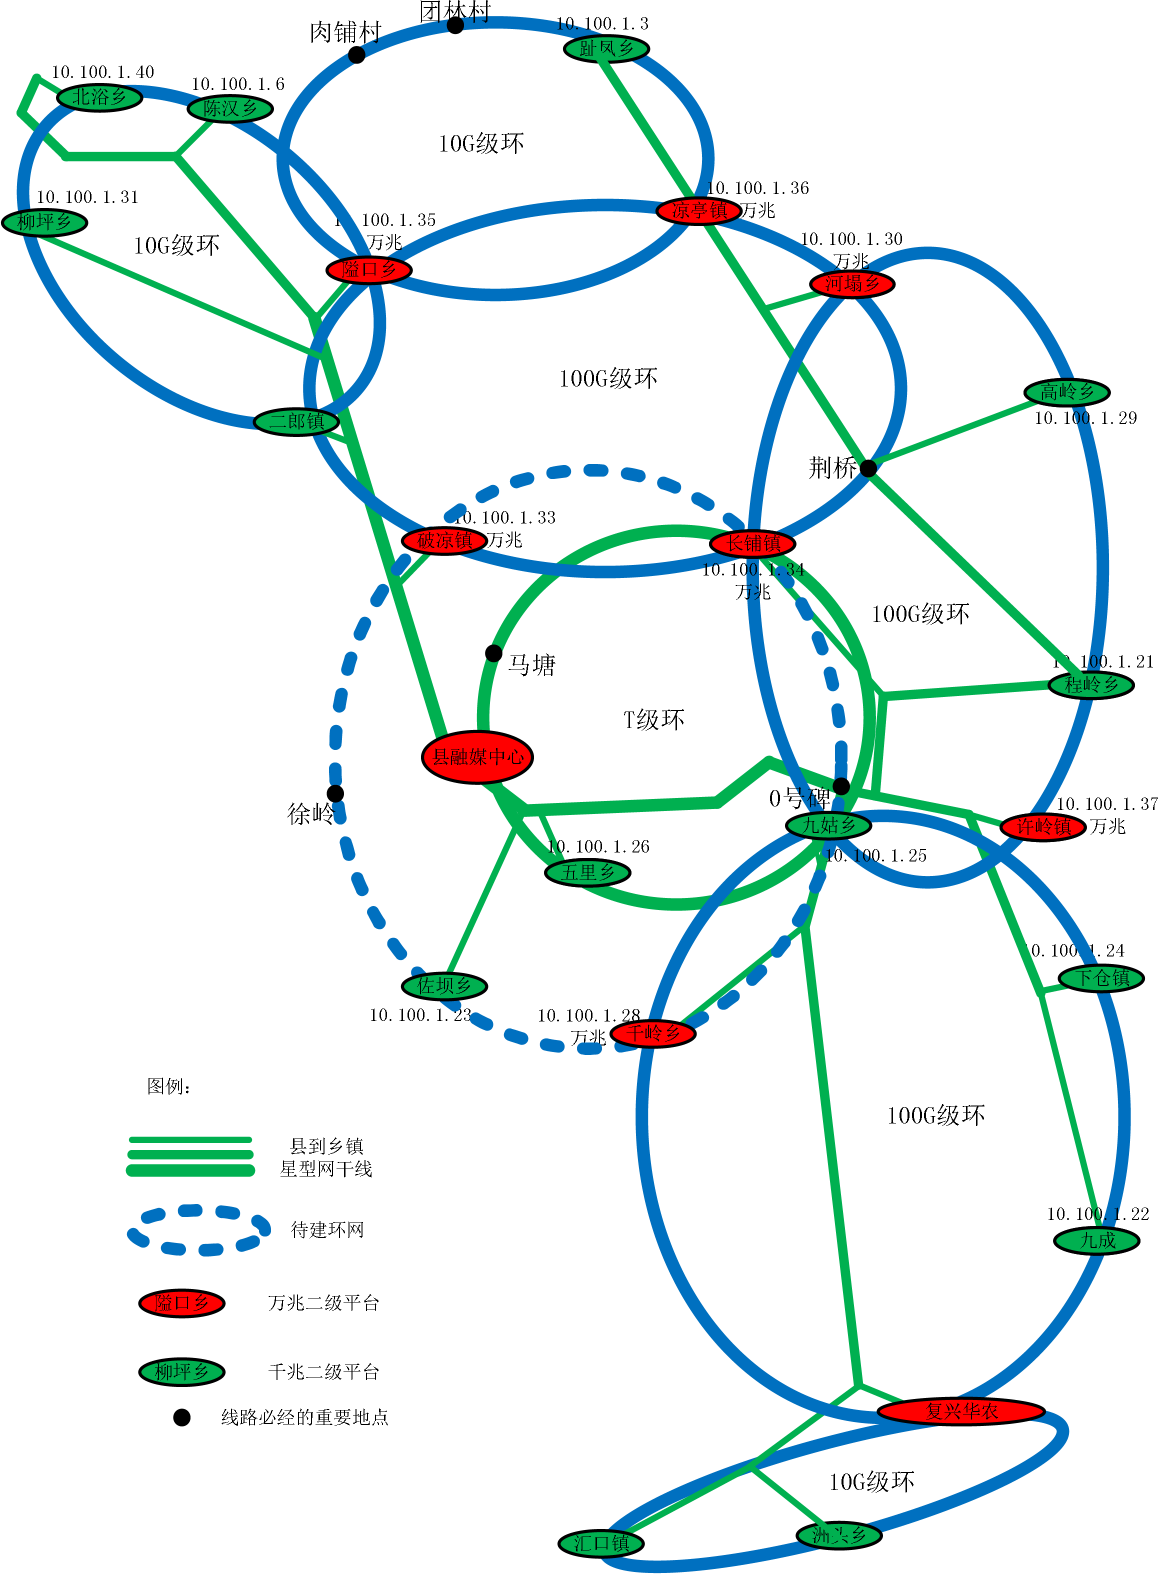 团林村
肉铺村
10.100.1.3
趾凤乡
10.100.1.40
北浴乡
10.100.1.6
陈汉乡
10G级环
10.100.1.31
柳坪乡
10G级环
10.100.1.36
万兆
凉亭镇
100.1.35
万兆
隘口乡
10.100.1.30
万兆
河塌乡
100G级环
高岭乡
10.100.1.29
二郎镇
荆桥
10.100.1.33
万兆
破凉镇
长铺镇
10.100.1.34
万兆
100G级环
马塘
10.100.1.21
程岭乡
T级环
县融媒中心
徐岭
0号碑
九姑乡
10.100.1.25
10.100.1.37
万兆
许岭镇
10.100.1.26
五里乡
10.100.1.24
下仓镇
佐坝乡
10.100.1.23
10.100.1.28
万兆
千岭乡
图例：
100G级环
县到乡镇
星型网干线
10.100.1.22
九成
待建环网
隘口乡
万兆二级平台
柳坪乡
千兆二级平台
线路必经的重要地点
复兴华农
10G级环
汇口镇
洲头乡